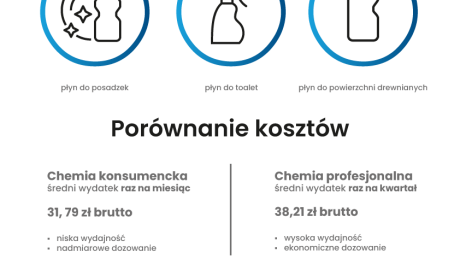 płyn do posadzek
płyn do toalet
płyn do powierzchni drewnianych
Porównanie kosztów
Chemia konsumencka
średni wydatek raz na miesiąc
31, 79 zł brutto
• niska wydajność
• nadmiarowe dozowanie
Chemia profesjonalna
średni wydatek raz na kwartał
38,21 zł brutto
• wysoka wydajność
• ekonomiczne dozowanie